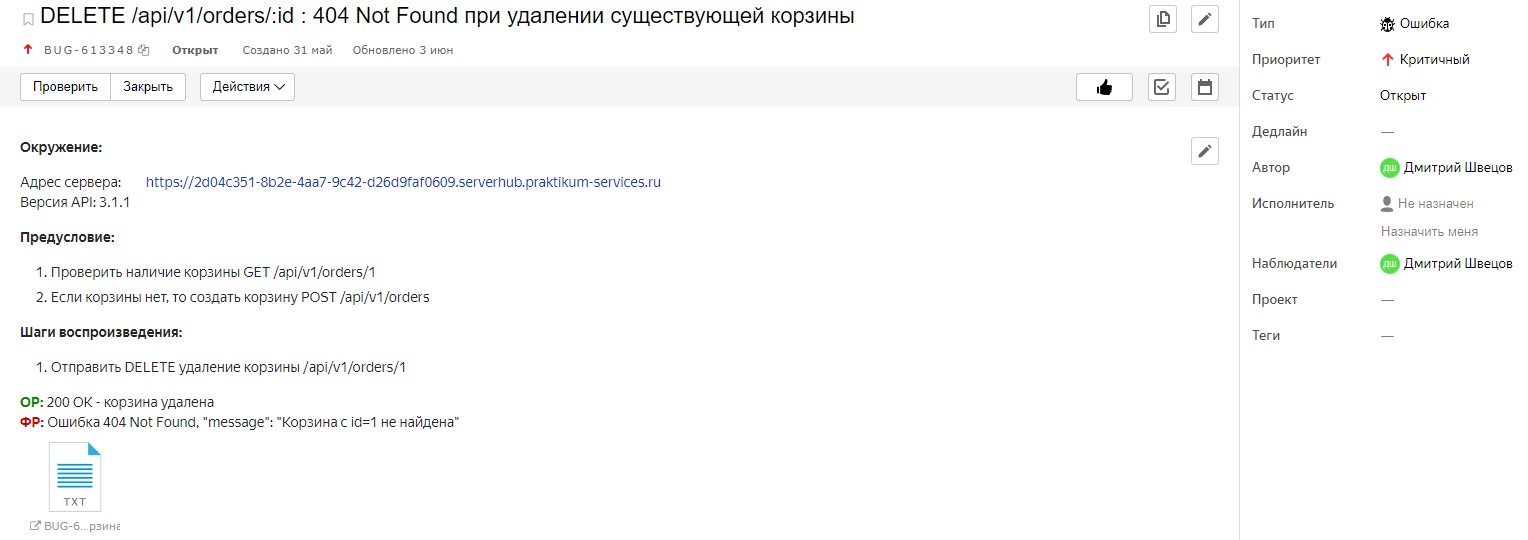 DELETE /api/v1/orders/:id : 404 Not Found при удалении существующей корзины
BUG-613348 Открыт Создано 31 май Обновлено 3 июн
Проверить Закрыть Действия
Окружение:
Адрес сервера: https://2d04c351-8b2e-4aa7-9c42-d26d9faf0609.serverhub.praktikum-services.ru
Версия API: 3.1.1
Предусловие:
1. Проверить наличие корзины GET /api/v1/orders/1
2. Если корзины нет, то создать корзину POST /api/v1/orders
Шаги воспроизведения:
1. Отправить DELETE удаление корзины /api/v1/orders/1
ОР: 200 ОК - корзина удалена
ФР: Ошибка 404 Not Found, "message": "Корзина с id=1 не найдена"
TXT
BUG-6...рзина
Тип Ошибка
Приоритет Критичный
Статус Открыт
Дедлайн —
Автор ДШ Дмитрий Швецов
Исполнитель Не назначен
Назначить меня
Наблюдатели ДШ Дмитрий Швецов
Проект —
Теги —